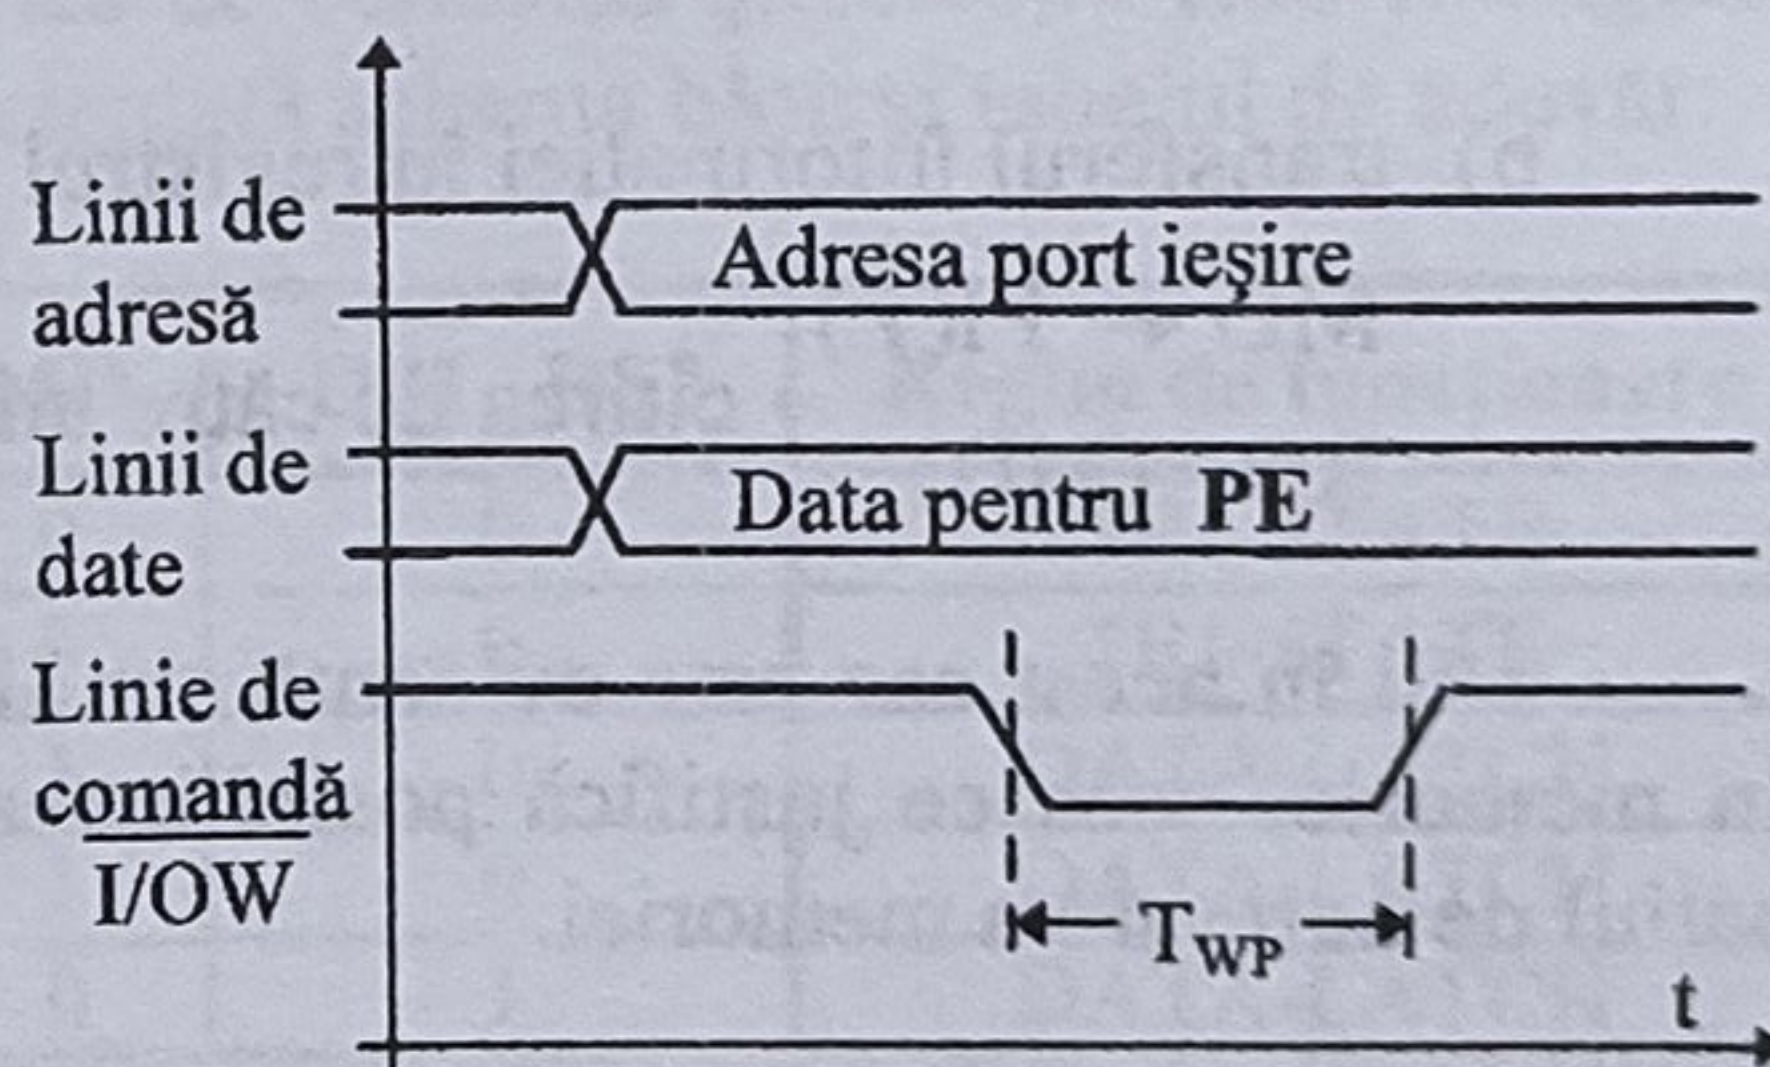 Linii de
adresă
Adresa port ieşire
Linii de
date
Data pentru PE
Linie de
comandă
I/OW
TWP
t